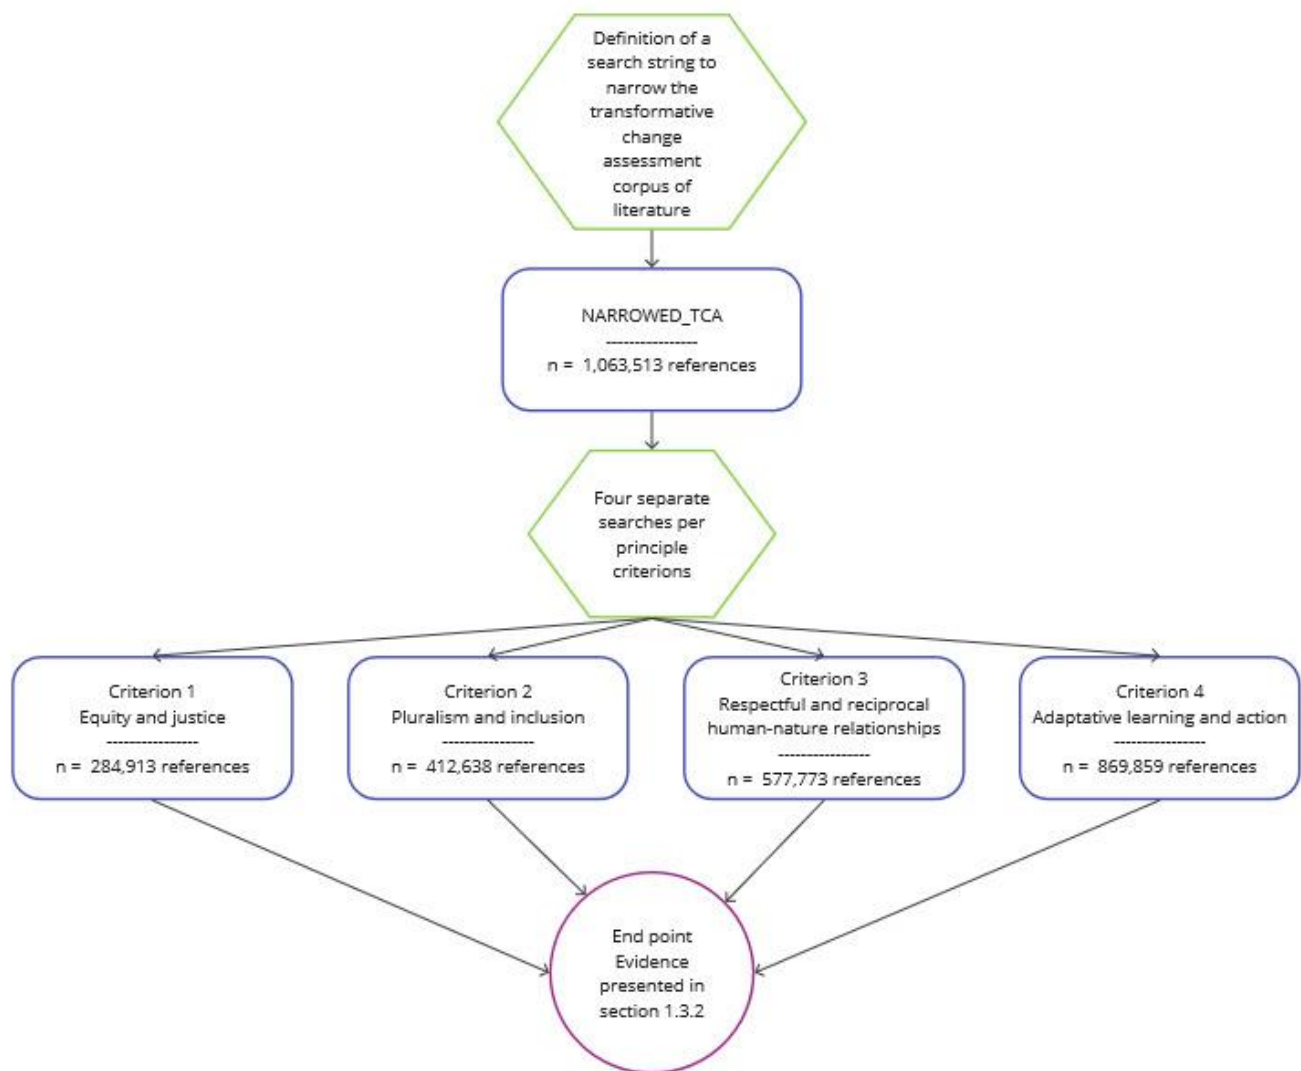 Definition of a
search string to
narrow the
transformative
change
assessment
corpus of
literature
NARROWED_TCA
----------------
n =  1,063,513 references
Four separate
searches per
principle
criterions
Criterion 1
Equity and justice
----------------
n =  284,913 references
Criterion 2
Pluralism and inclusion
----------------
n =  412,638 references
Criterion 3
Respectful and reciprocal
human-nature relationships
----------------
n =  577,773 references
Criterion 4
Adaptative learning and action
----------------
n =  869,859 references
End point
Evidence
presented in
section 1.3.2